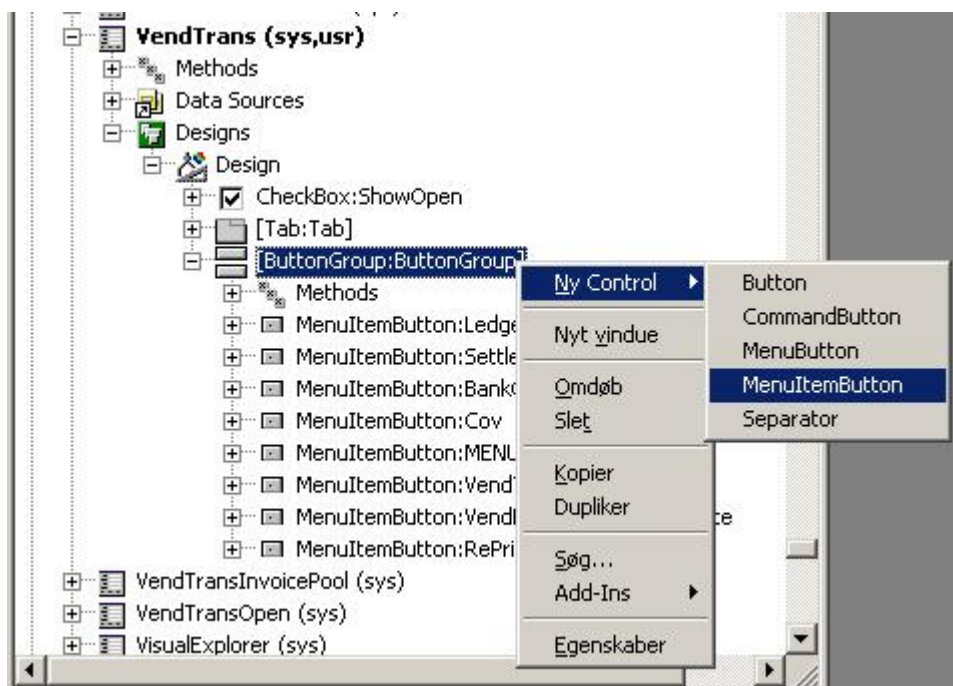 VendTrans (sys,usr)
Methods
Data Sources
Designs
Design
CheckBox:ShowOpen
[Tab:Tab]
[ButtonGroup:ButtonGroup]
Methods
MenuItemButton:Ledge
MenuItemButton:Settle
MenuItemButton:Bank
MenuItemButton:Cov
MenuItemButton:MENU
MenuItemButton:Vend
MenuItemButton:Vend
MenuItemButton:RePri
VendTransInvoicePool (sys)
VendTransOpen (sys)
VisualExplorer (sys)
Ny Control
Nyt vindue
Omdøb
Slet
Kopier
Dupliker
Søg...
Add-Ins
Egenskaber
Button
CommandButton
MenuButton
MenuItemButton
Separator